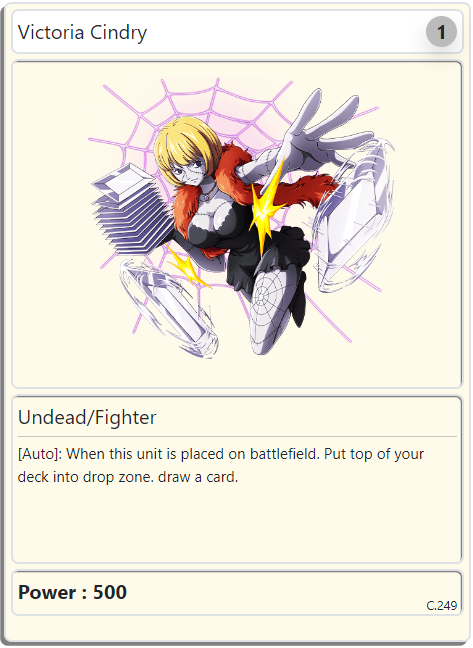 Victoria Cindry
1
Undead/Fighter
[Auto]: When this unit is placed on battlefield. Put top of your
deck into drop zone. draw a card.
Power : 500
C.249